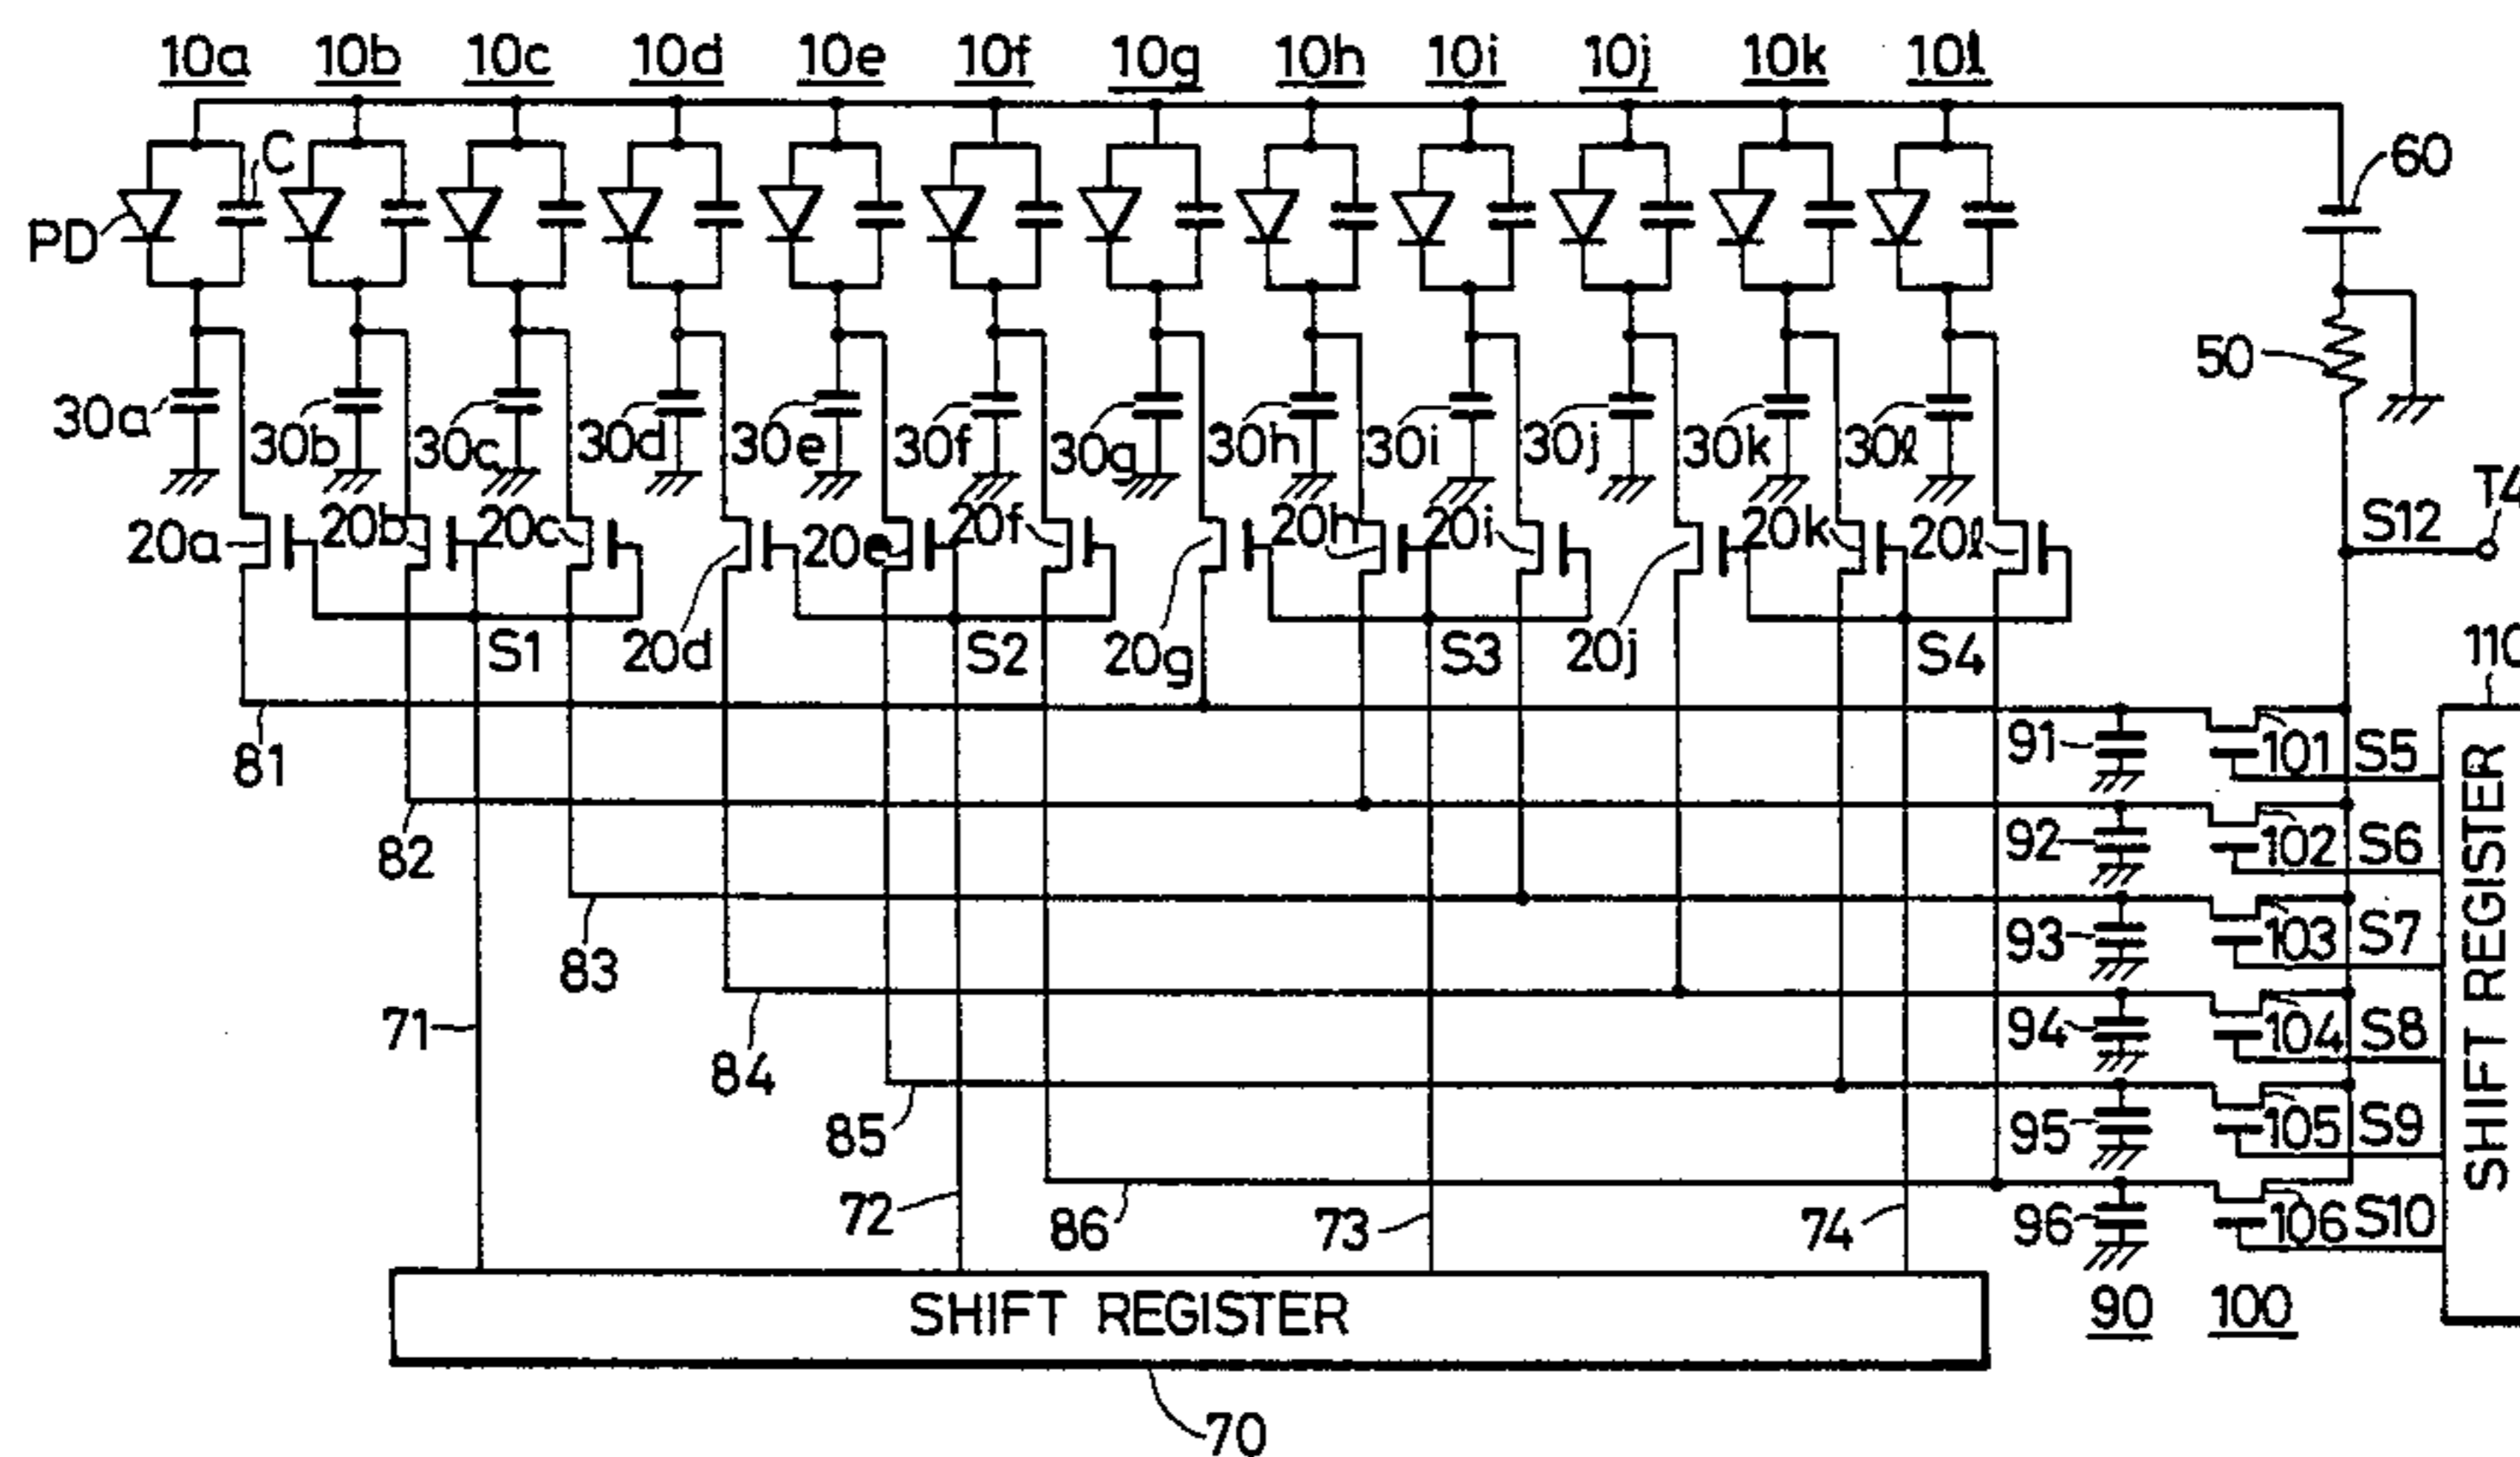 10a 10b 10c 10d 10e 10f 10g 10h 10i 10j 10k 10l
C
60
PD
50
30a 30b 30c 30d 30e 30f 30g 30h 30i 30j 30k 30l
T4
S12
20a 20b 20c 20d 20e 20f 20g 20h 20i 20j 20k 20l
S1 S2 S3 S4
110
81 91 101 S5
82 92 102 S6
83 93 103 S7
71 84 94 104 S8
85 95 105 S9
72 86 73 74 96 106 S10
SHIFT REGISTER
90 100
SHIFT REGISTER
70